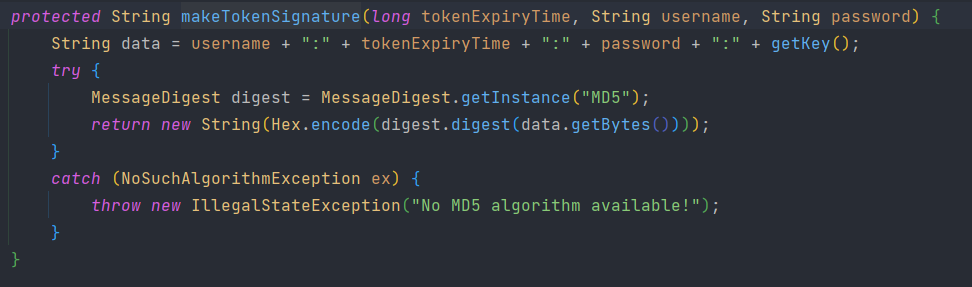 protected String makeTokenSignature(long tokenExpiryTime, String username, String password) {
String data = username + ":" + tokenExpiryTime + ":" + password + ":" + getKey();
try {
MessageDigest digest = MessageDigest.getInstance("MD5");
return new String(Hex.encode(digest.digest(data.getBytes())));
}
catch (NoSuchAlgorithmException ex) {
throw new IllegalStateException("No MD5 algorithm available!");
}
}